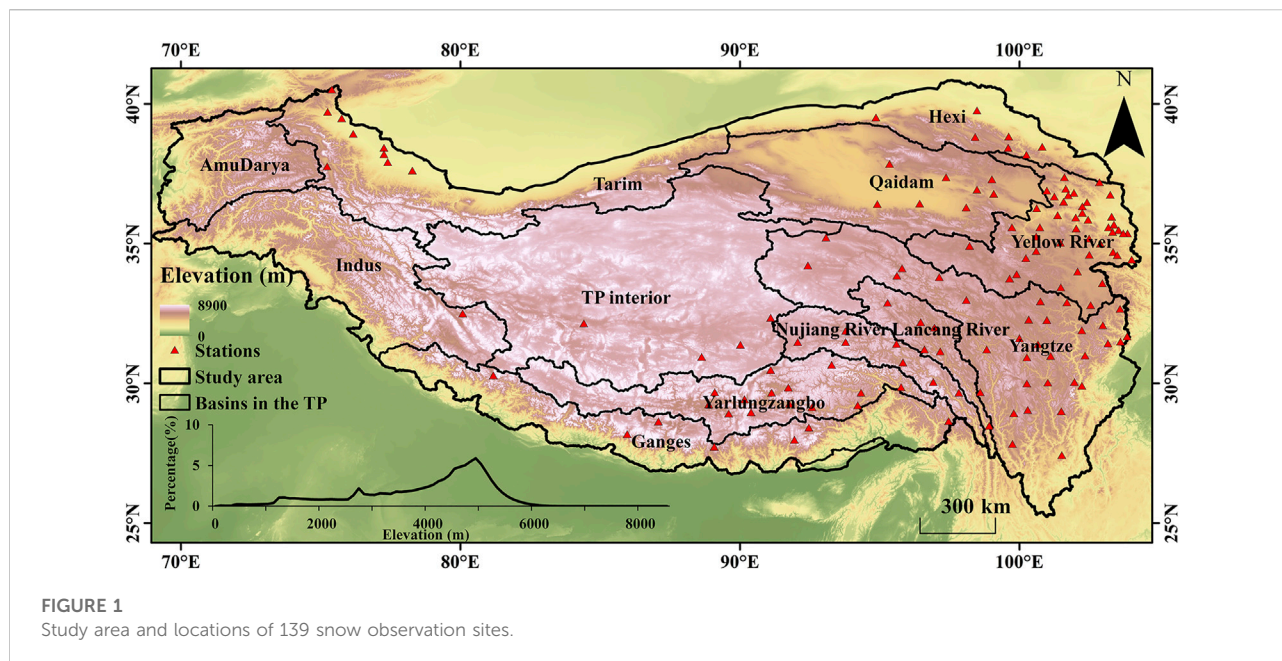 70°E 80°E 90°E 100°E
N
40°N 40°N
Hexi
AmuDarya
Tarim
Qaidam
35°N 35°N
Yellow River
Indus
Elevation (m)
8900
0
TP interior
Nujiang River Lancang River
Stations
Yangtze
Study area
30°N 30°N
Basins in the TP
Yarlungzangbo
Ganges
Percentage(%)
10
5
0
0 2000 4000 6000 8000
Elevation (m)
300 km
25°N 25°N
70°E 80°E 90°E 100°E
FIGURE 1
Study area and locations of 139 snow observation sites.